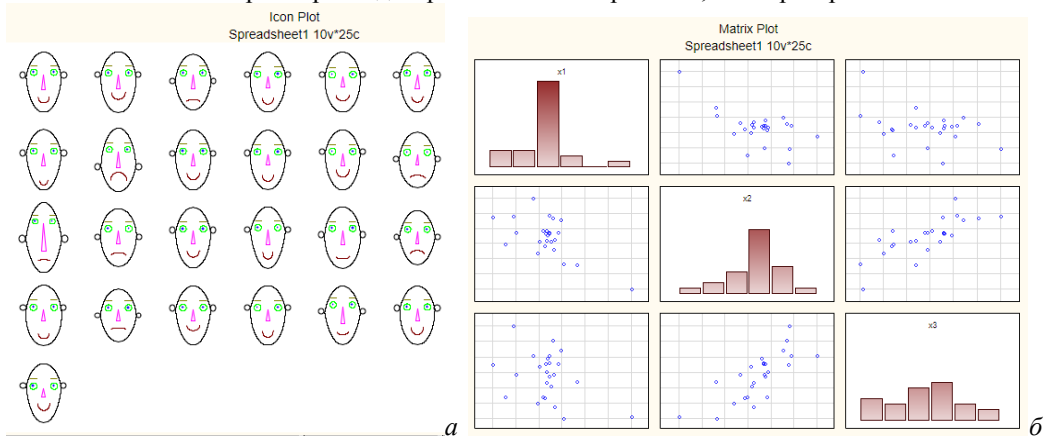 Icon Plot
Spreadsheet1 10v*25c
а
Matrix Plot
Spreadsheet1 10v*25c
x1
x2
x3
б